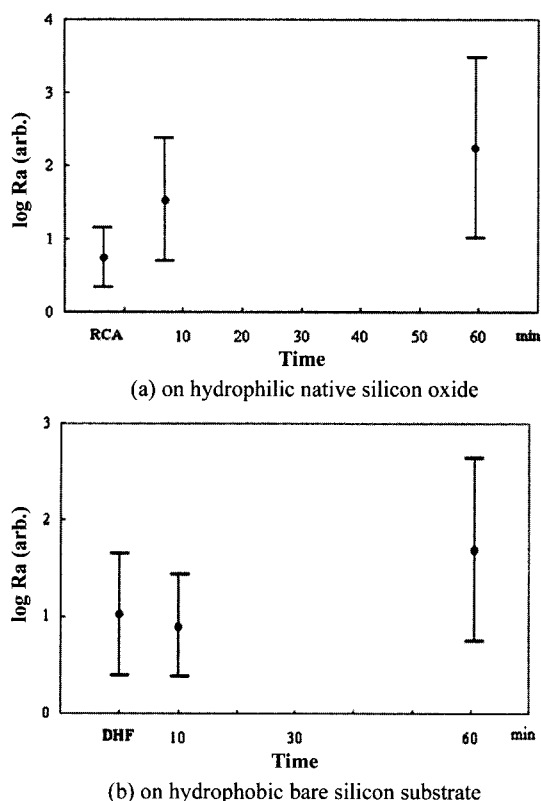 4
3
2
1
0
log Ra (arb.)
RCA 10 20 30 40 50 60 min
Time
(a) on hydrophilic native silicon oxide
3
2
1
0
log Ra (arb.)
DHF 10 30 60 min
Time
(b) on hydrophobic bare silicon substrate